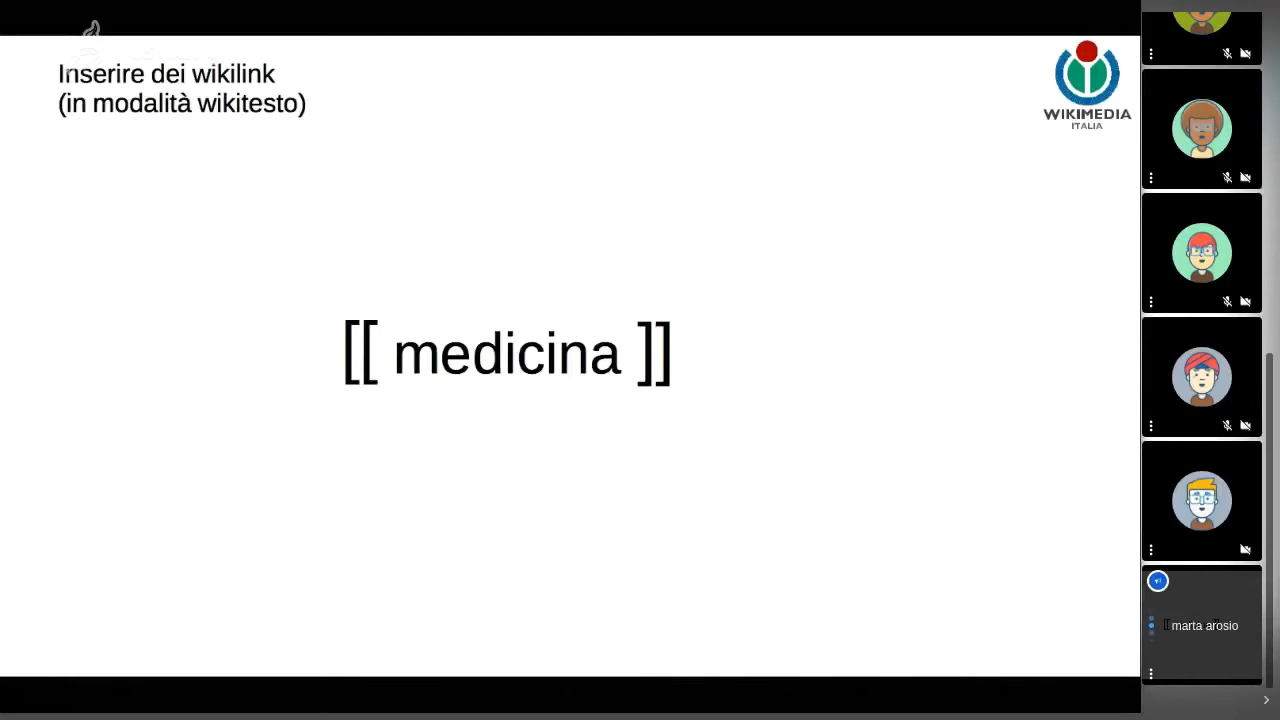 Inserire dei wikilink
(in modalità wikitesto)
WIKIMEDIA
ITALIA
[[ medicina ]]
marta arosio